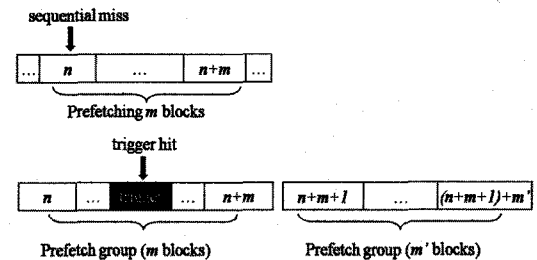 sequential miss
... n ... n+m ...
Prefetching m blocks
trigger hit
n ... ... n+m n+m+1 ... (n+m+1)+m'
Prefetch group (m blocks) Prefetch group (m' blocks)